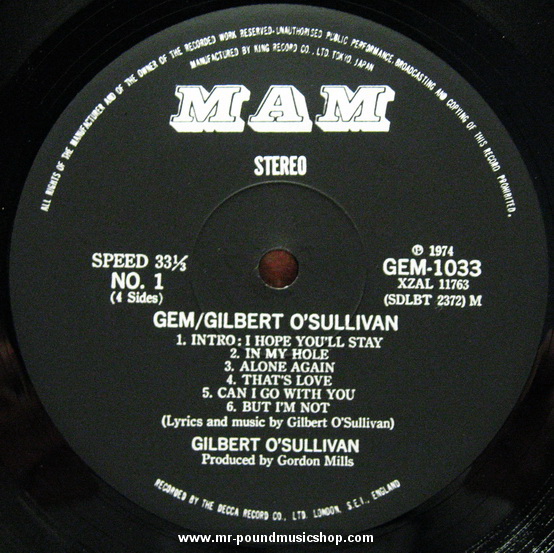 ALL RIGHTS OF THE MANUFACTURER AND OF THE OWNER OF THE RECORDED WORK RESERVED-UNAUTHORISED PUBLIC PERFORMANCE, BROADCASTING AND COPYING OF THIS RECORD PROHIBITED.
MANUFACTURED BY KING RECORD CO., LTD. TOKYO, JAPAN
MAM
STEREO
SPEED 33⅓
NO. 1
(4 Sides)
℗ 1974
GEM-1033
XZAL 11763
(SDLBT 2372) M
GEM/GILBERT O'SULLIVAN
1. INTRO : I HOPE YOU'LL STAY
2. IN MY HOLE
3. ALONE AGAIN
4. THAT'S LOVE
5. CAN I GO WITH YOU
6. BUT I'M NOT
(Lyrics and music by Gilbert O'Sullivan)
GILBERT O'SULLIVAN
Produced by Gordon Mills
RECORDED BY THE DECCA RECORD CO., LTD. LONDON, S.E.I., ENGLAND
www.mr-poundmusicshop.com